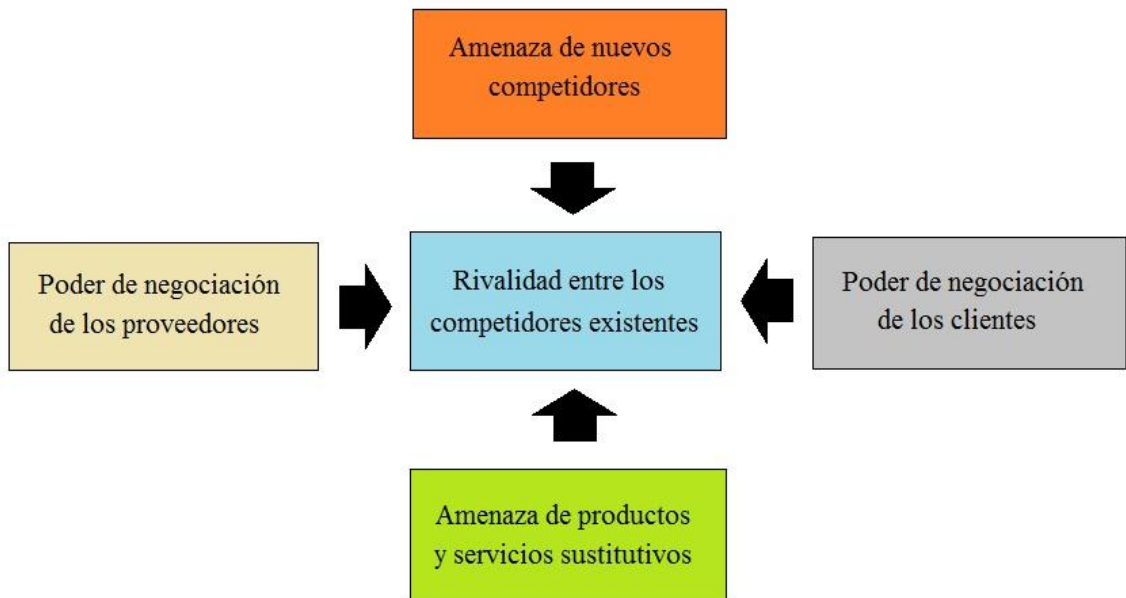 Amenaza de nuevos
competidores
Poder de negociación
de los proveedores
Rivalidad entre los
competidores existentes
Poder de negociación
de los clientes
Amenaza de productos
y servicios sustitutivos